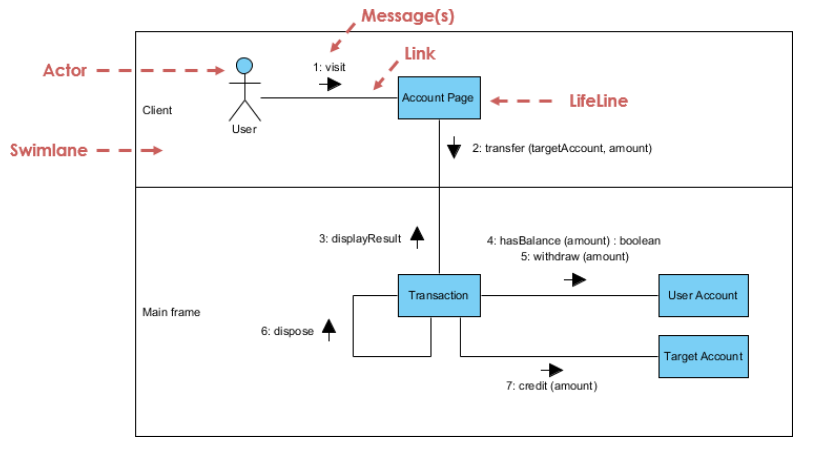 Message(s)
Link
Actor
1: visit
Account Page
LifeLine
Client
User
Swimlane
2: transfer (targetAccount, amount)
3: displayResult
4: hasBalance (amount) : boolean
5: withdraw (amount)
Transaction
User Account
Main frame
6: dispose
Target Account
7: credit (amount)